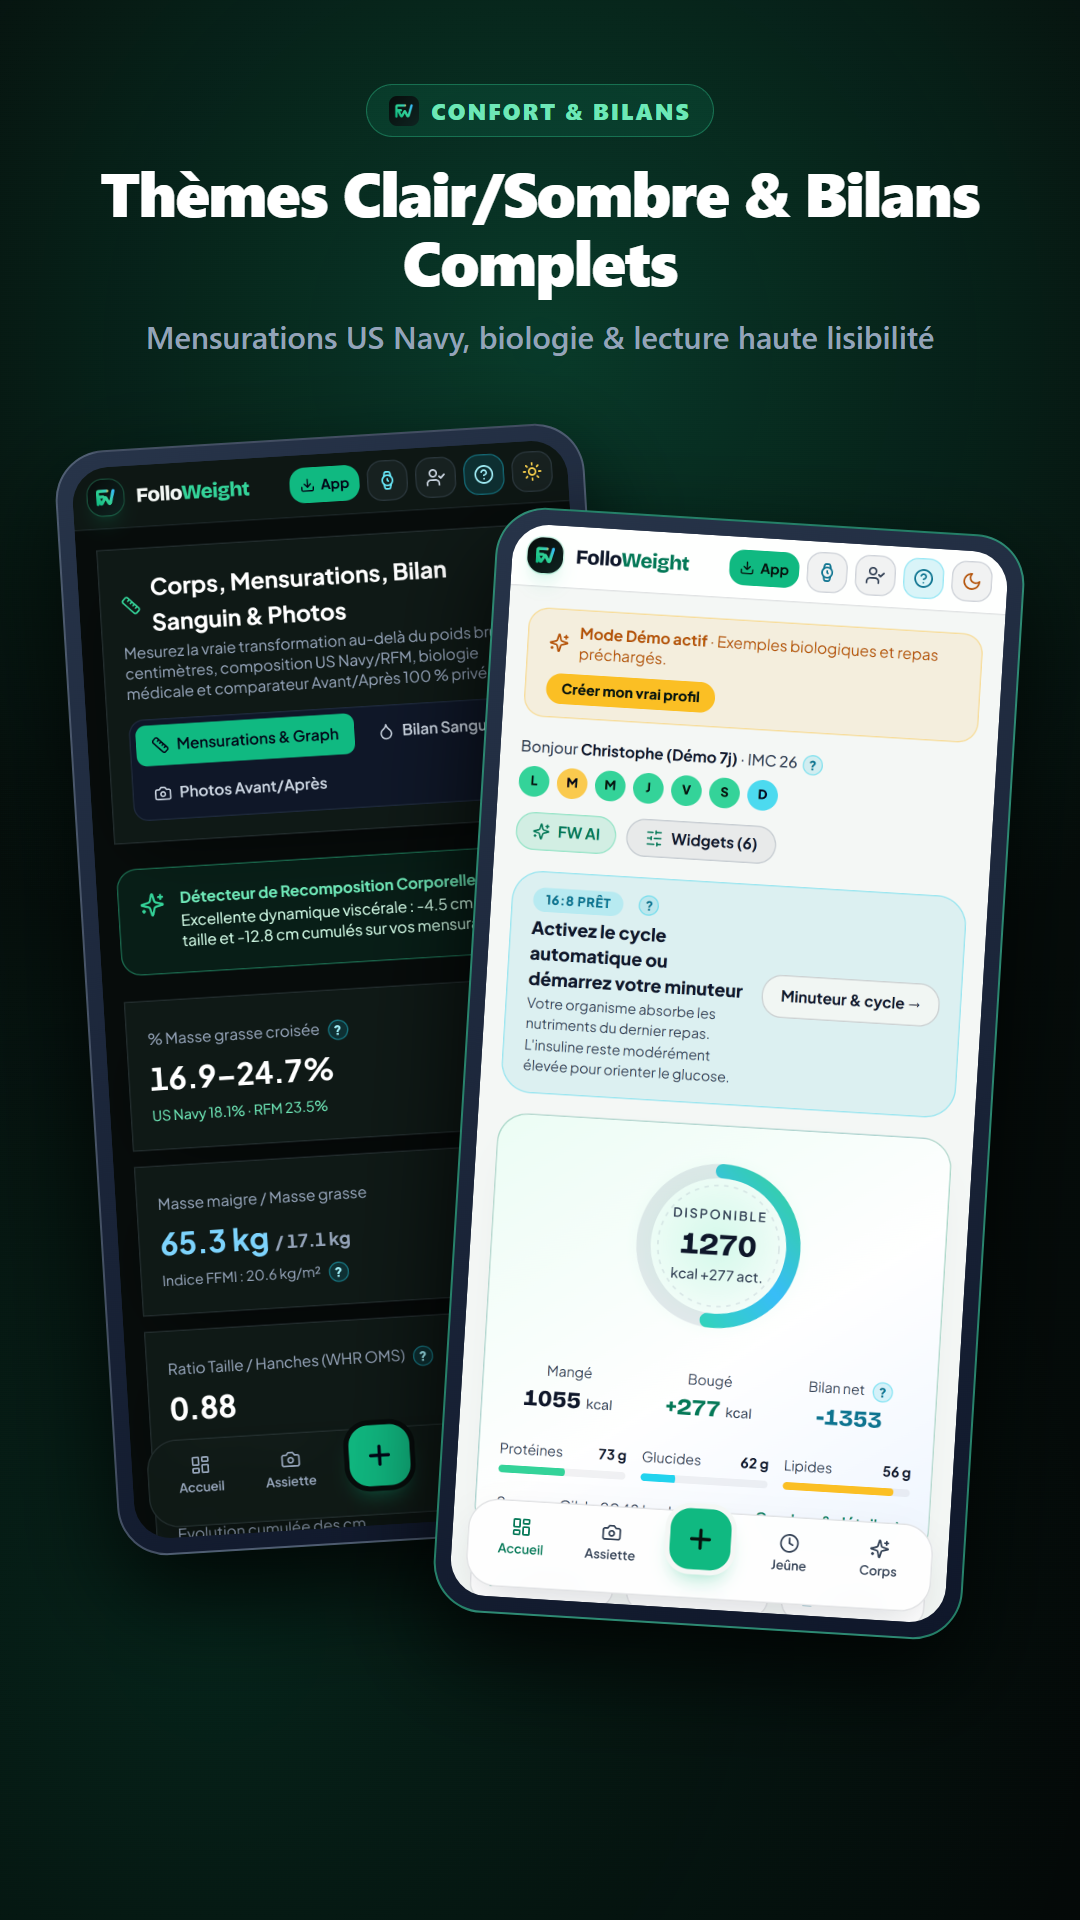 CONFORT & BILANS
Thèmes Clair/Sombre & Bilans
Complets
Mensurations US Navy, biologie & lecture haute lisibilité
FolloWeight
App
Corps, Mensurations, Bilan
Sanguin & Photos
Mesurez la vraie transformation au-delà du poids
centimètres, composition US Navy/RFM, biologie
médicale et comparateur Avant/Après 100 % privé
Mensurations & Graph
Bilan
Photos Avant/Après
Détecteur de Recomposition Corporelle
Excellente dynamique viscérale : -4.5 cm
taille et -12.8 cm cumulés sur vos
% Masse grasse croisée ?
16.9–24.7%
US Navy 18.1% · RFM 23.5%
Masse maigre / Masse grasse
65.3 kg / 17.1 kg
Indice FFMI : 20.6 kg/m² ?
Ratio Taille / Hanches (WHR OMS) ?
0.88
Accueil
Assiette
+
Evolution cumulée des cm
FolloWeight
App
Mode Démo actif · Exemples biologiques et repas
préchargés.
Créer mon vrai profil
Bonjour Christophe (Démo 7j) · IMC 26 ?
L M M J V S D
FW AI
Widgets (6)
16:8 PRÊT ?
Activez le cycle
automatique ou
démarrez votre minuteur
Minuteur & cycle →
Votre organisme absorbe les
nutriments du dernier repas.
L'insuline reste modérément
élevée pour orienter le glucose.
DISPONIBLE
1270
kcal +277 act.
Mangé
1055 kcal
Bougé
+277 kcal
Bilan net ?
-1353
Protéines 73 g
Glucides 62 g
Lipides 56 g
Accueil
Assiette
+
Jeûne
Corps